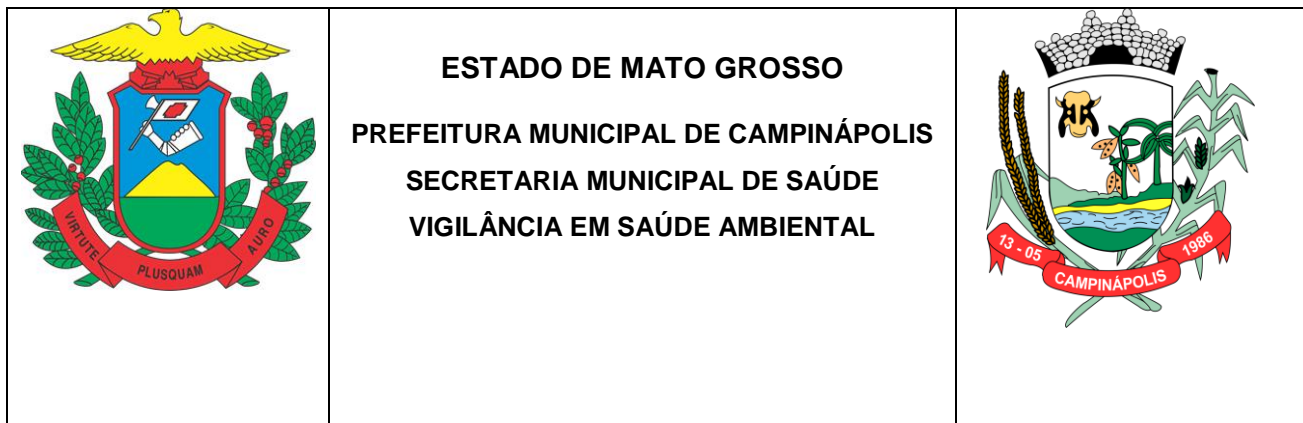 ESTADO DE MATO GROSSO
PREFEITURA MUNICIPAL DE CAMPINÁPOLIS
SECRETARIA MUNICIPAL DE SAÚDE
VIGILÂNCIA EM SAÚDE AMBIENTAL
VIRTUTE PLUSQUAM AURO
13 - 05 CAMPINÁPOLIS 1986